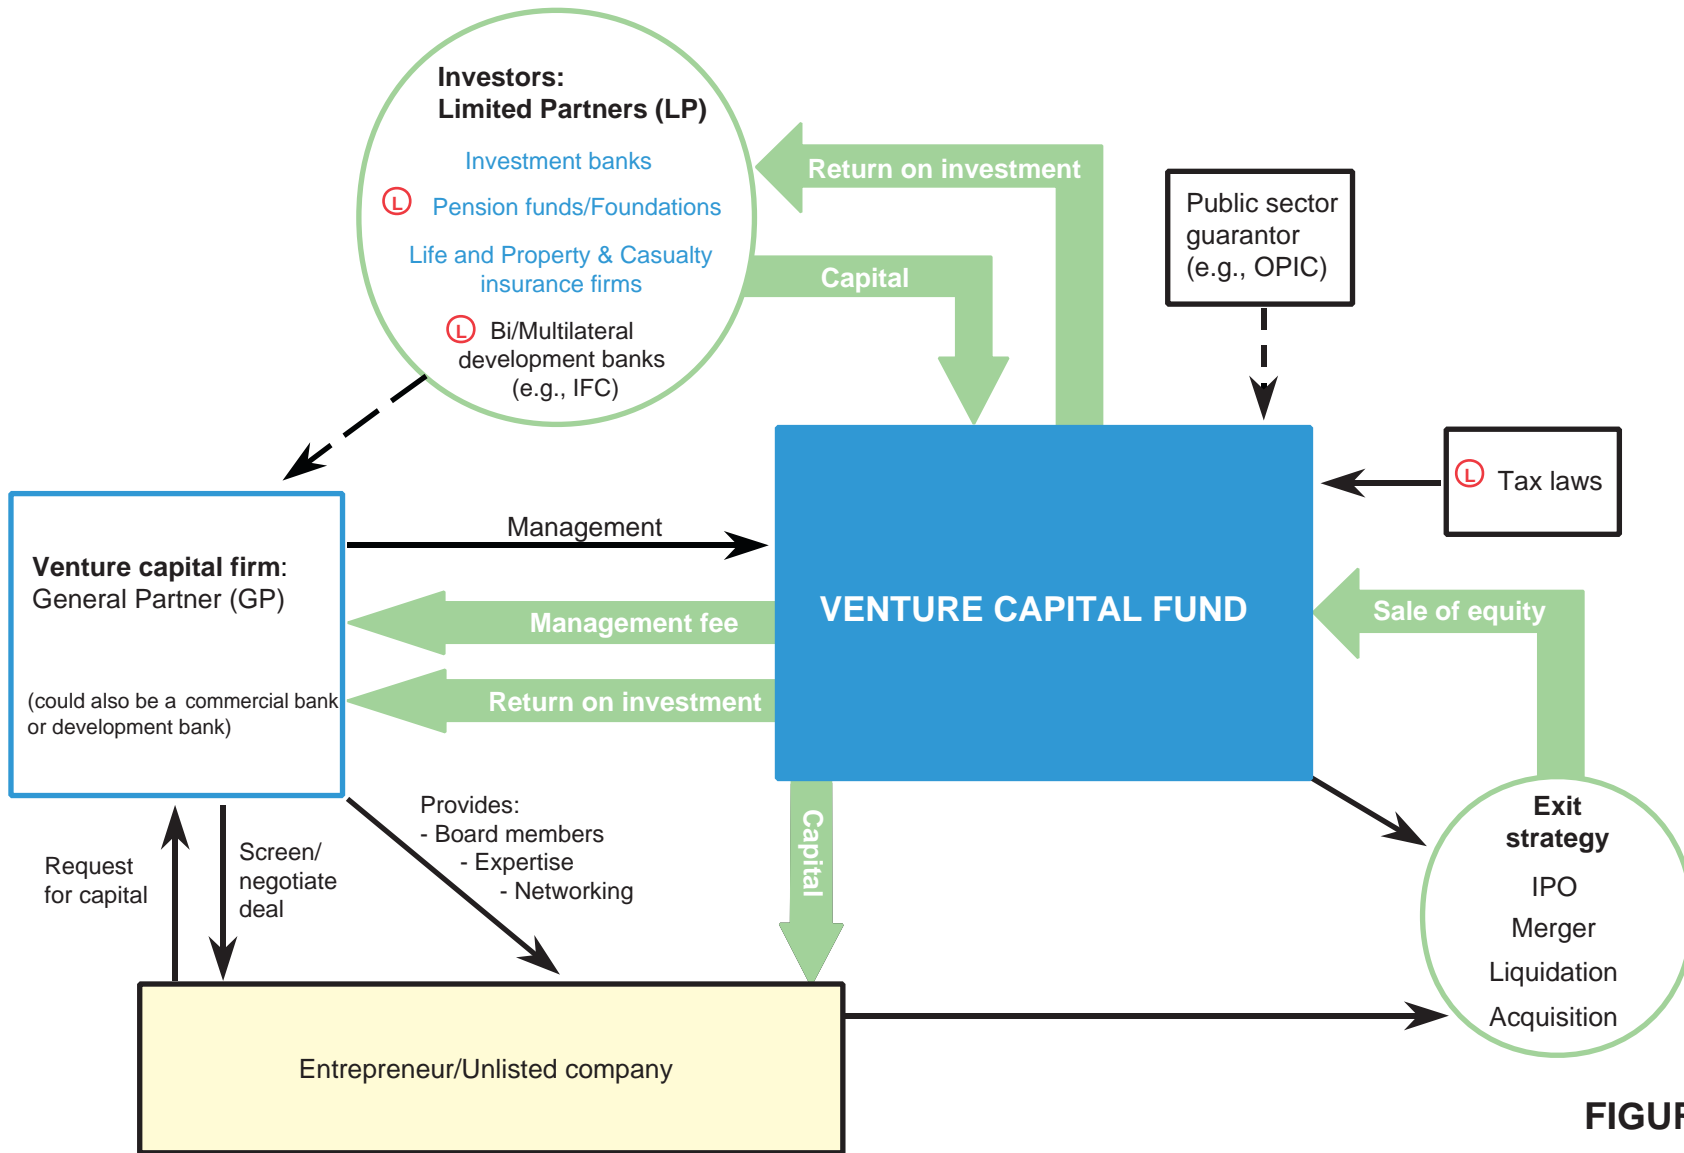 Investors:
Limited Partners (LP)
Investment banks
L Pension funds/Foundations
Life and Property & Casualty
insurance firms
L Bi/Multilateral
development banks
(e.g., IFC)
Return on investment
Capital
Public sector
guarantor
(e.g., OPIC)
L Tax laws
Management
Venture capital firm:
General Partner (GP)
(could also be a commercial bank
or development bank)
Management fee
Return on investment
VENTURE CAPITAL FUND
Sale of equity
Request
for capital
Screen/
negotiate
deal
Provides:
- Board members
- Expertise
- Networking
Capital
Exit
strategy
IPO
Merger
Liquidation
Acquisition
Entrepreneur/Unlisted company